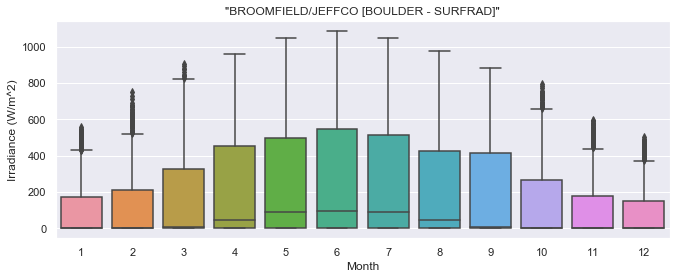 "BROOMFIELD/JEFFCO [BOULDER - SURFRAD]"
Irradiance (W/m^2)
1000
800
600
400
200
0
1 2 3 4 5 6 7 8 9 10 11 12
Month